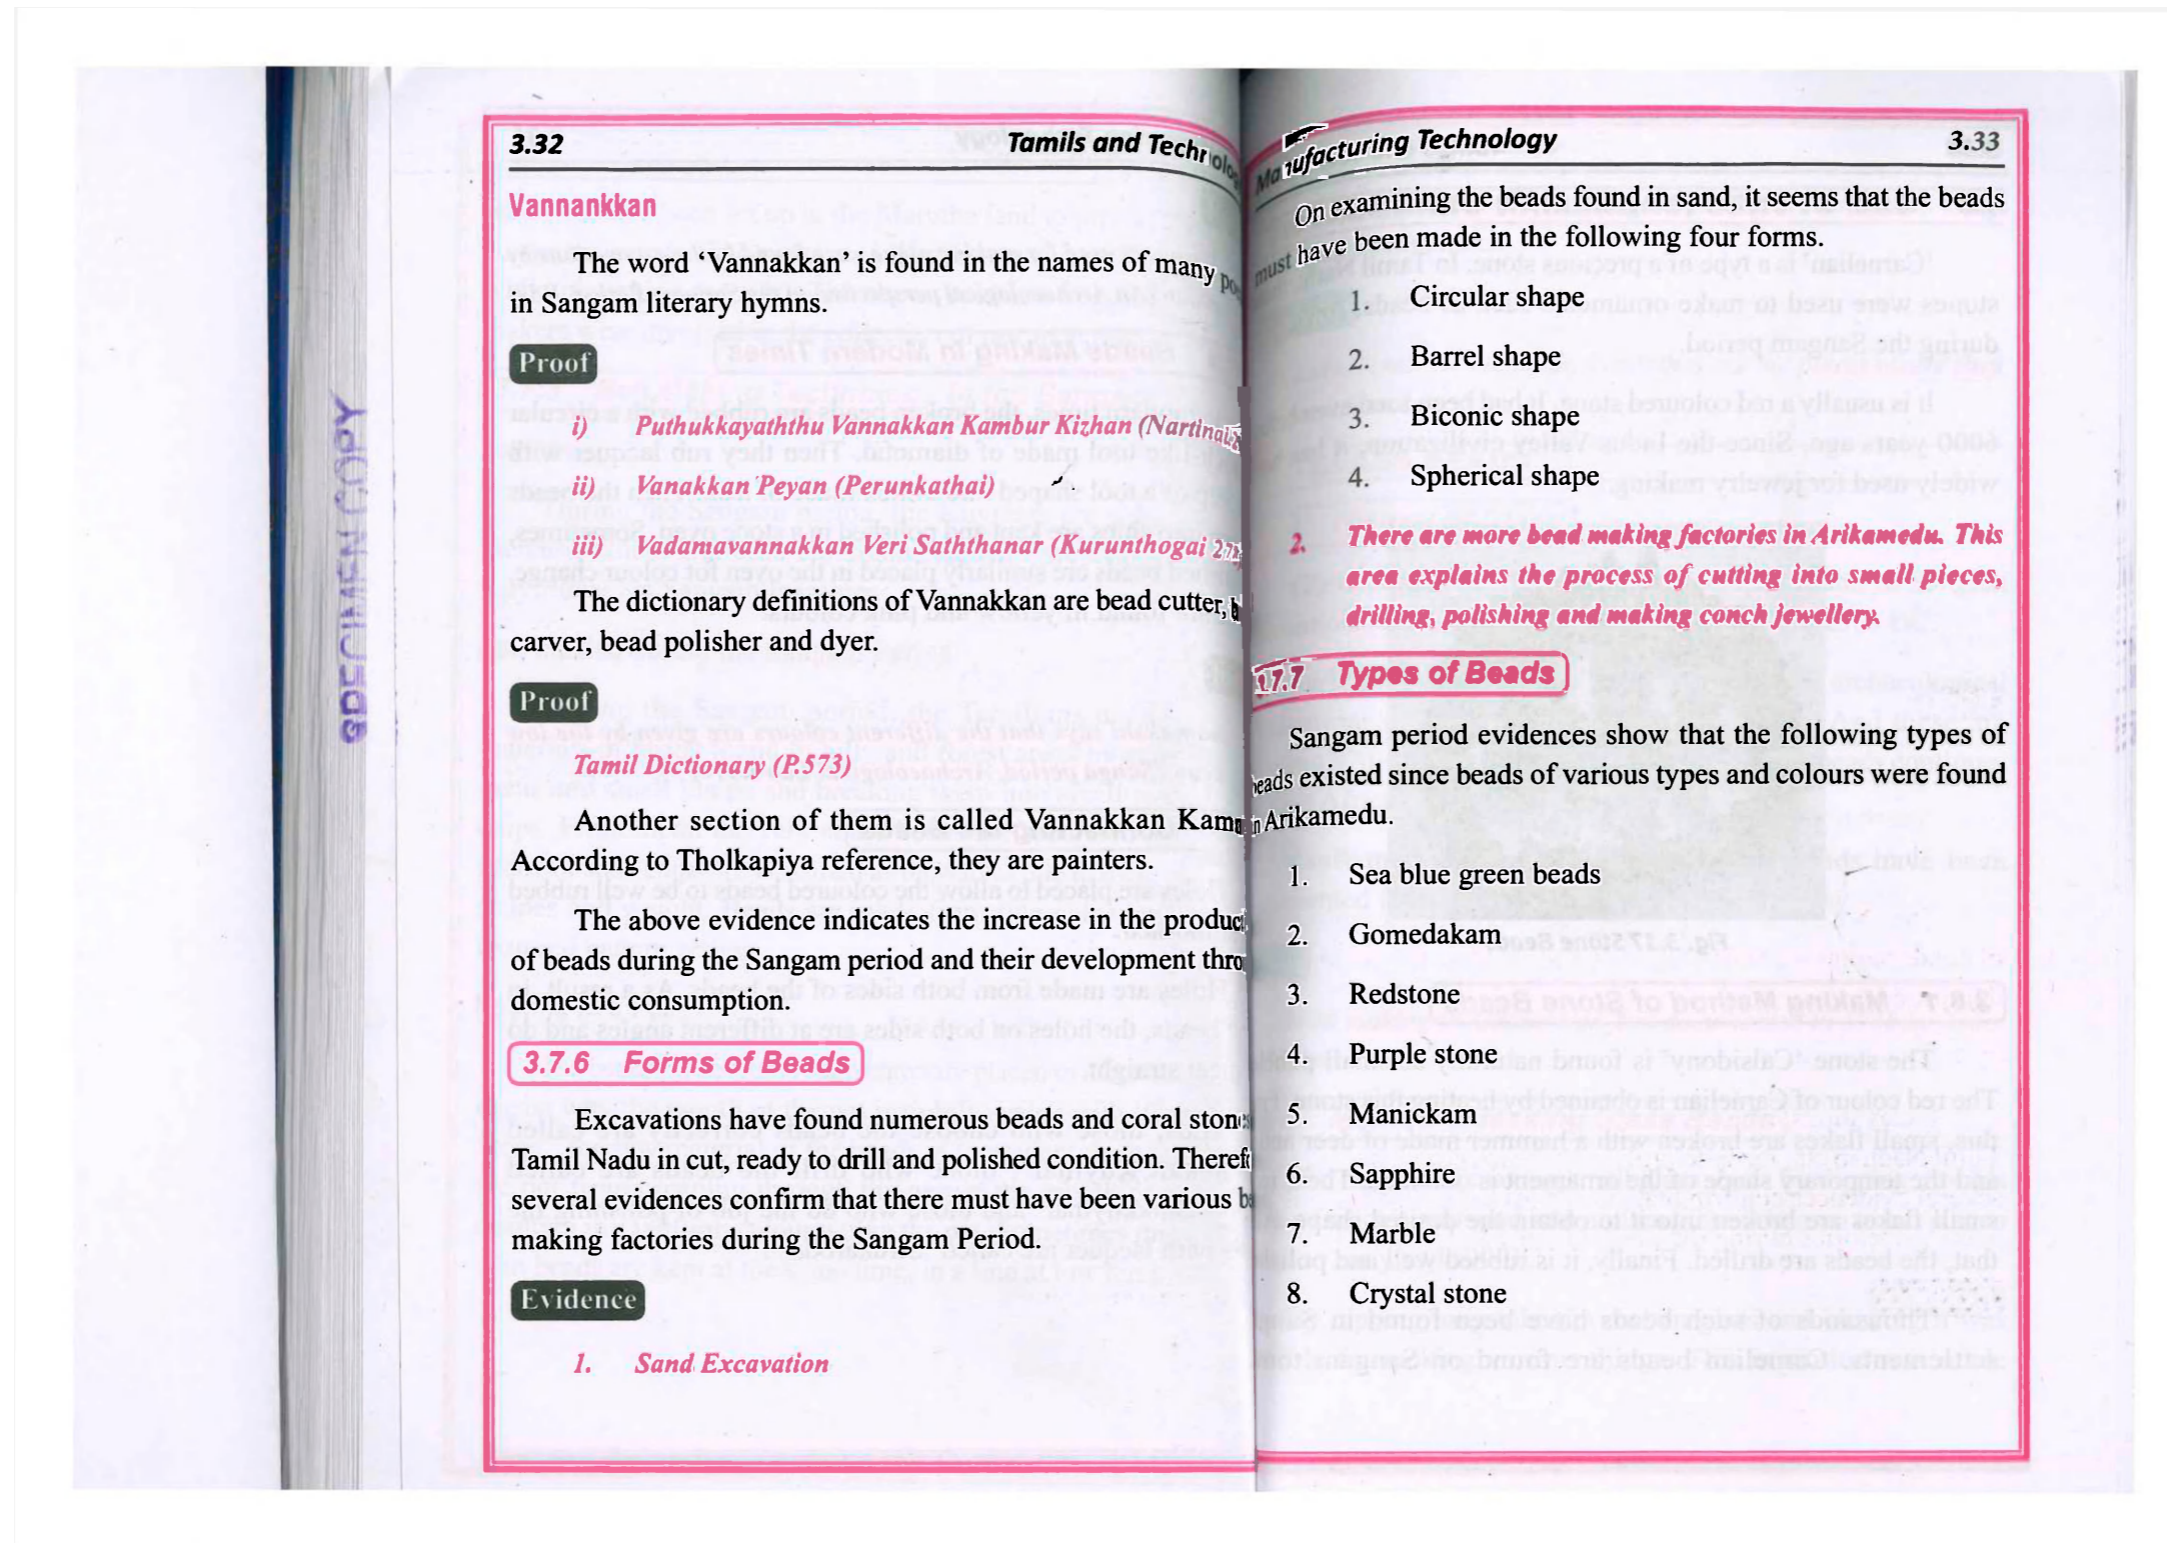 SPECIMEN COPY
3.32 Tamils and Technology
Vannankkan
The word ‘Vannakkan’ is found in the names of many
in Sangam literary hymns.
Proof
i) Puthukkayaththu Vannakkan Kambur Kizhan (Nartinai
ii) Vanakkan Peyan (Perunkathai)
iii) Vadamavannakkan Veri Saththanar (Kurunthogai
The dictionary definitions of Vannakkan are bead cutter,
carver, bead polisher and dyer.
Proof
Tamil Dictionary (P.573)
Another section of them is called Vannakkan
According to Tholkapiya reference, they are painters.
The above evidence indicates the increase in the
of beads during the Sangam period and their development
domestic consumption.
3.7.6 Forms of Beads
Excavations have found numerous beads and coral
Tamil Nadu in cut, ready to drill and polished condition.
several evidences confirm that there must have been various
making factories during the Sangam Period.
Evidence
1. Sand Excavation
Manufacturing Technology 3.33
On examining the beads found in sand, it seems that the beads
must have been made in the following four forms.
1. Circular shape
2. Barrel shape
3. Biconic shape
4. Spherical shape
2. There are more bead making factories in Arikamedu. This
area explains the process of cutting into small pieces,
drilling, polishing and making conch jewellery.
Types of Beads
Sangam period evidences show that the following types of
beads existed since beads of various types and colours were found
in Arikamedu.
1. Sea blue green beads
2. Gomedakam
3. Redstone
4. Purple stone
5. Manickam
6. Sapphire
7. Marble
8. Crystal stone